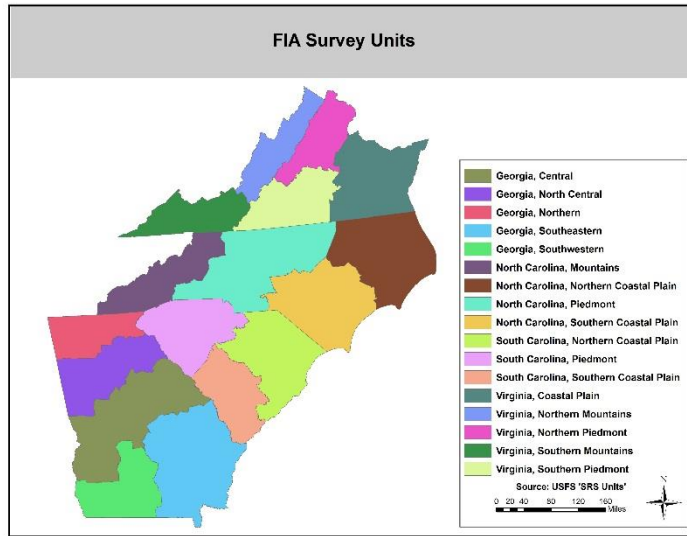 FIA Survey Units
Georgia, Central
Georgia, North Central
Georgia, Northern
Georgia, Southeastern
Georgia, Southwestern
North Carolina, Mountains
North Carolina, Northern Coastal Plain
North Carolina, Piedmont
North Carolina, Southern Coastal Plain
South Carolina, Northern Coastal Plain
South Carolina, Piedmont
South Carolina, Southern Coastal Plain
Virginia, Coastal Plain
Virginia, Northern Mountains
Virginia, Northern Piedmont
Virginia, Southern Mountains
Virginia, Southern Piedmont
Source: USFS 'SRS Units'
0 20 40 80 120 160
Miles
N